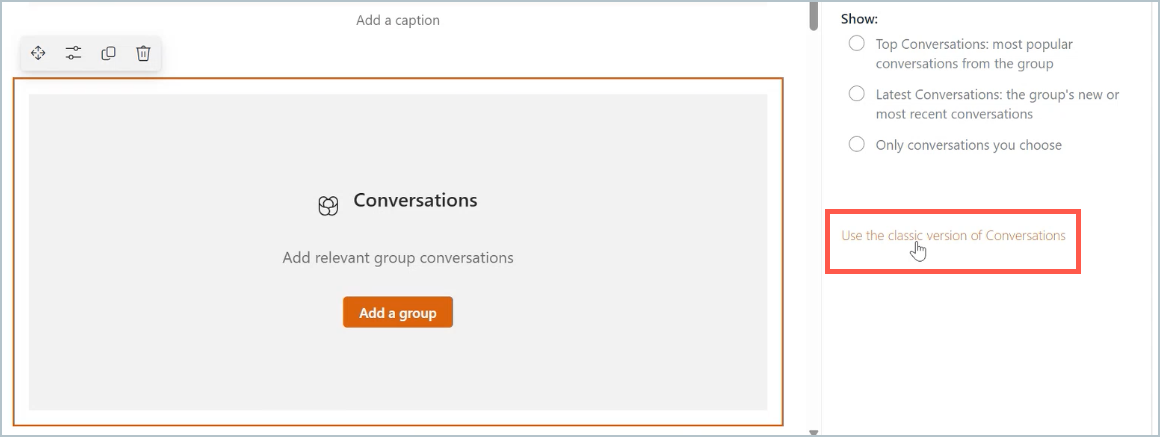 Add a caption
Conversations
Add relevant group conversations
Add a group
Show:
Top Conversations: most popular
conversations from the group
Latest Conversations: the group's new or
most recent conversations
Only conversations you choose
Use the classic version of Conversations